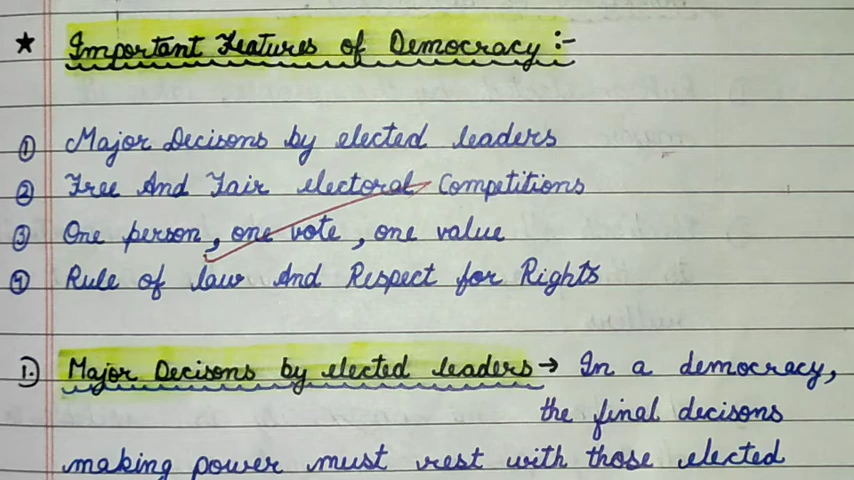 ★ Important Features of Democracy :-
① Major Decisons by elected leaders
② Free And Fair electoral Competitions
③ One person, one vote, one value
④ Rule of law And Respect for Rights
1. Major Decisons by elected leaders → In a democracy,
the final decisons
making power must rest with those elected